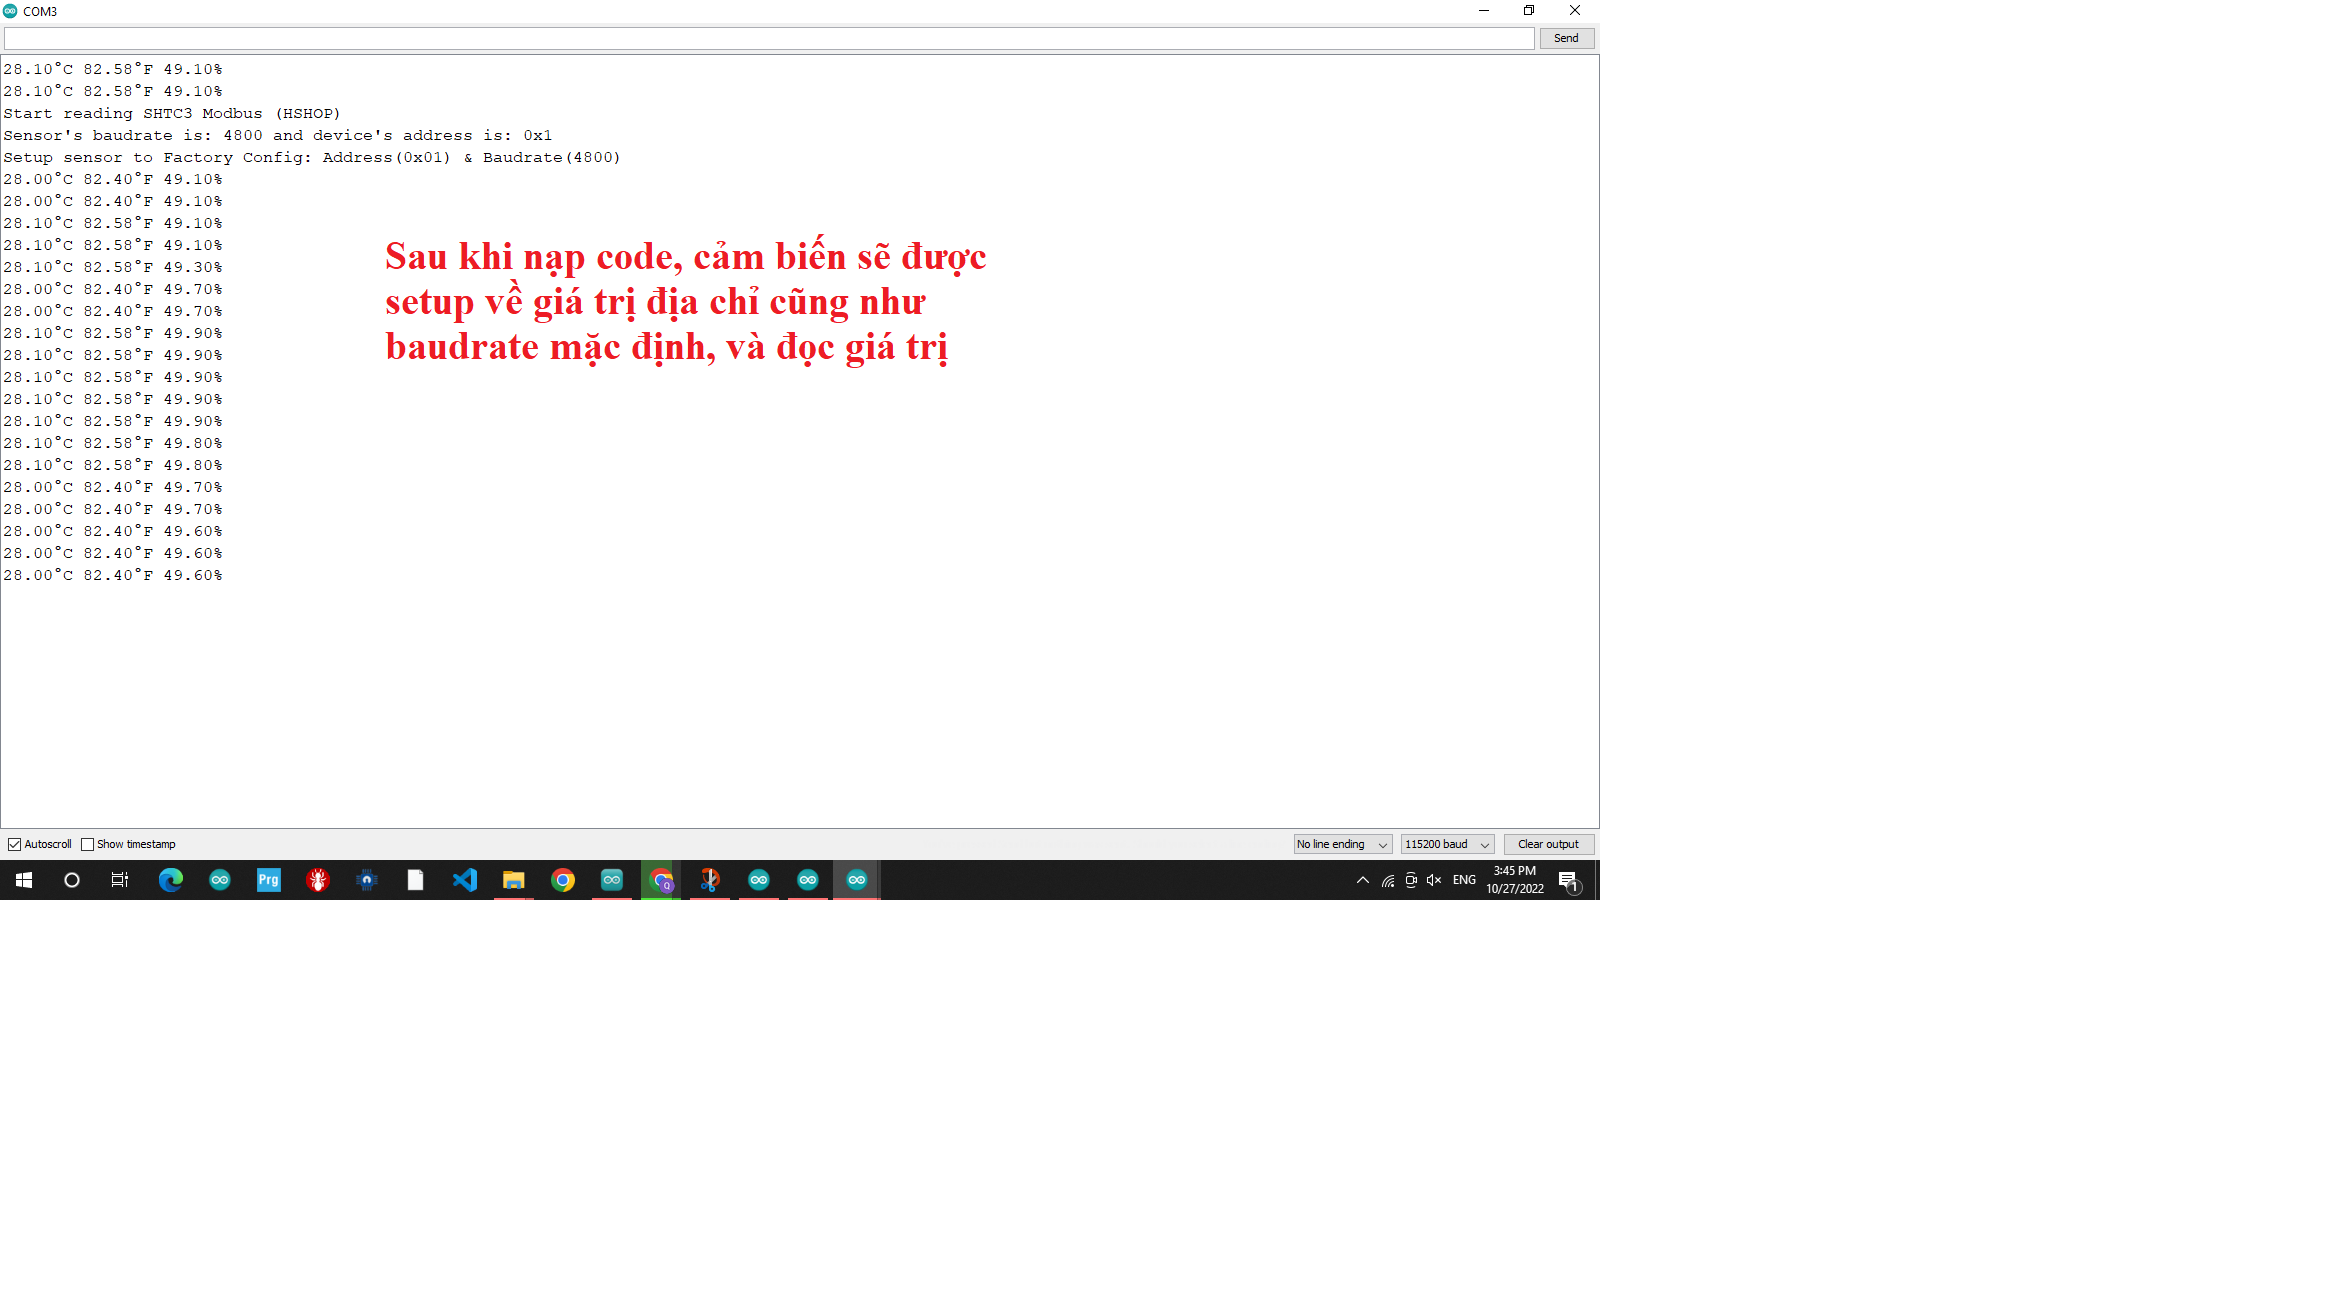 COM3
Send
28.10°C 82.58°F 49.10%
28.10°C 82.58°F 49.10%
Start reading SHTC3 Modbus (HSHOP)
Sensor's baudrate is: 4800 and device's address is: 0x1
Setup sensor to Factory Config: Address(0x01) & Baudrate(4800)
28.00°C 82.40°F 49.10%
28.00°C 82.40°F 49.10%
28.10°C 82.58°F 49.10%
28.10°C 82.58°F 49.10%
28.10°C 82.58°F 49.30%
28.00°C 82.40°F 49.70%
28.00°C 82.40°F 49.70%
28.10°C 82.58°F 49.90%
28.10°C 82.58°F 49.90%
28.10°C 82.58°F 49.90%
28.10°C 82.58°F 49.90%
28.10°C 82.58°F 49.90%
28.10°C 82.58°F 49.80%
28.10°C 82.58°F 49.80%
28.00°C 82.40°F 49.70%
28.00°C 82.40°F 49.70%
28.00°C 82.40°F 49.60%
28.00°C 82.40°F 49.60%
28.00°C 82.40°F 49.60%
Sau khi nạp code, cảm biến sẽ được
setup về giá trị địa chỉ cũng như
baudrate mặc định, và đọc giá trị
Autoscroll Show timestamp
No line ending 115200 baud Clear output
Prg
Q
ENG
3:45 PM
10/27/2022
1